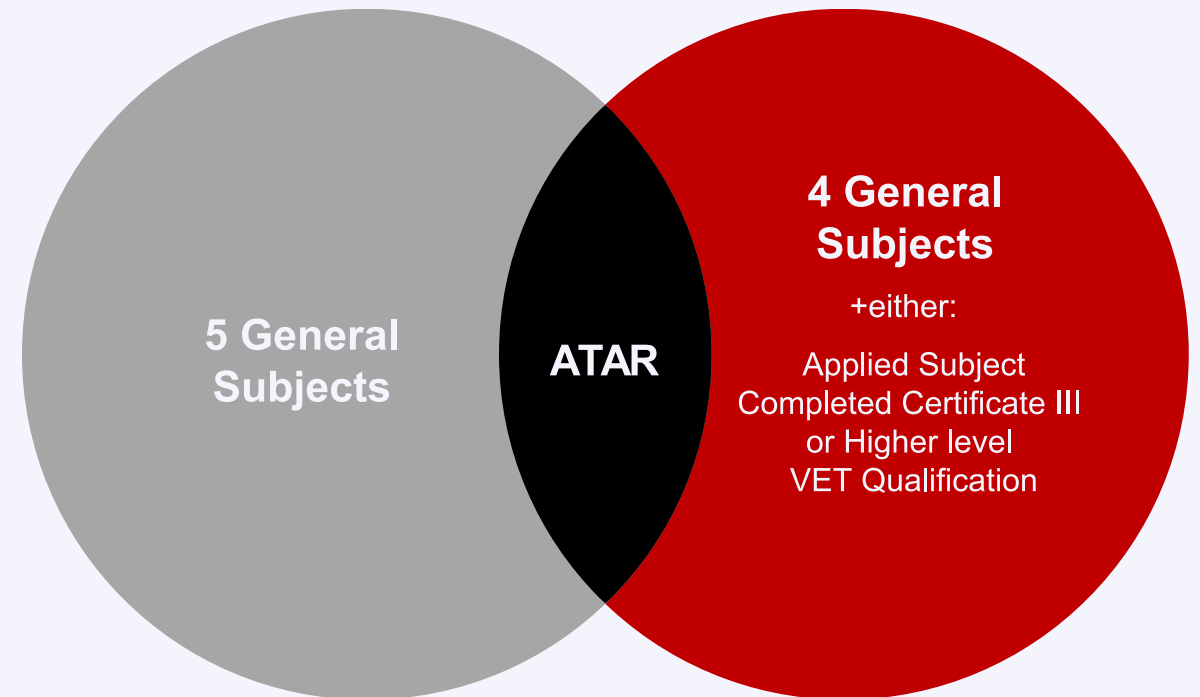 5 General
Subjects
ATAR
4 General
Subjects
+either:
Applied Subject
Completed Certificate III
or Higher level
VET Qualification